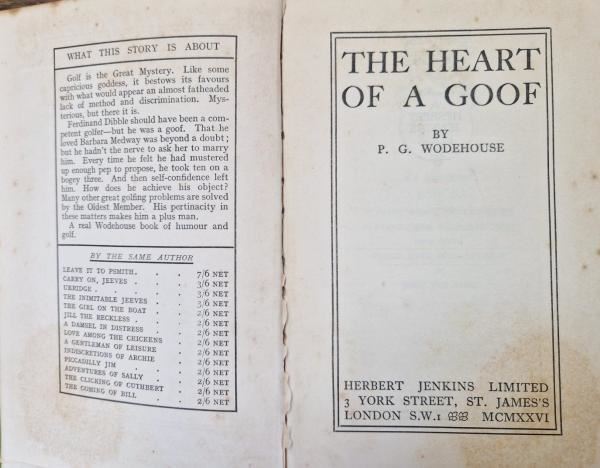 WHAT THIS STORY IS ABOUT
Golf is the Great Mystery. Like some
capricious goddess, it bestows its favours
with what would appear an almost fatheaded
lack of method and discrimination. Mys-
terious, but there it is.
Ferdinand Dibble should have been a com-
petent golfer—but he was a goof. That he
loved Barbara Medway was beyond a doubt;
but he hadn't the nerve to ask her to marry
him. Every time he felt he had mustered
up enough pep to propose, he took ten on a
bogey three. And then self-confidence left
him. How does he achieve his object?
Many other great golfing problems are solved
by the Oldest Member. His pertinacity in
these matters makes him a plus man.
A real Wodehouse book of humour and
golf.
BY THE SAME AUTHOR
LEAVE IT TO PSMITH . . . 7/6 NET
CARRY ON, JEEVES . . . 3/6 NET
UKRIDGE . . . . 3/6 NET
THE INIMITABLE JEEVES . . 3/6 NET
THE GIRL ON THE BOAT . . 2/6 NET
JILL THE RECKLESS . . . 2/6 NET
A DAMSEL IN DISTRESS . . 2/6 NET
LOVE AMONG THE CHICKENS . 2/6 NET
A GENTLEMAN OF LEISURE . 2/6 NET
INDISCRETIONS OF ARCHIE . 2/6 NET
PICCADILLY JIM . . 2/6 NET
ADVENTURES OF SALLY . . 2/6 NET
THE CLICKING OF CUTHBERT . 2/6 NET
THE COMING OF BILL . . 2/6 NET
THE HEART
OF A GOOF
BY
P. G. WODEHOUSE
HERBERT JENKINS LIMITED
3 YORK STREET, ST. JAMES'S
LONDON S.W.1 MCMXXVI